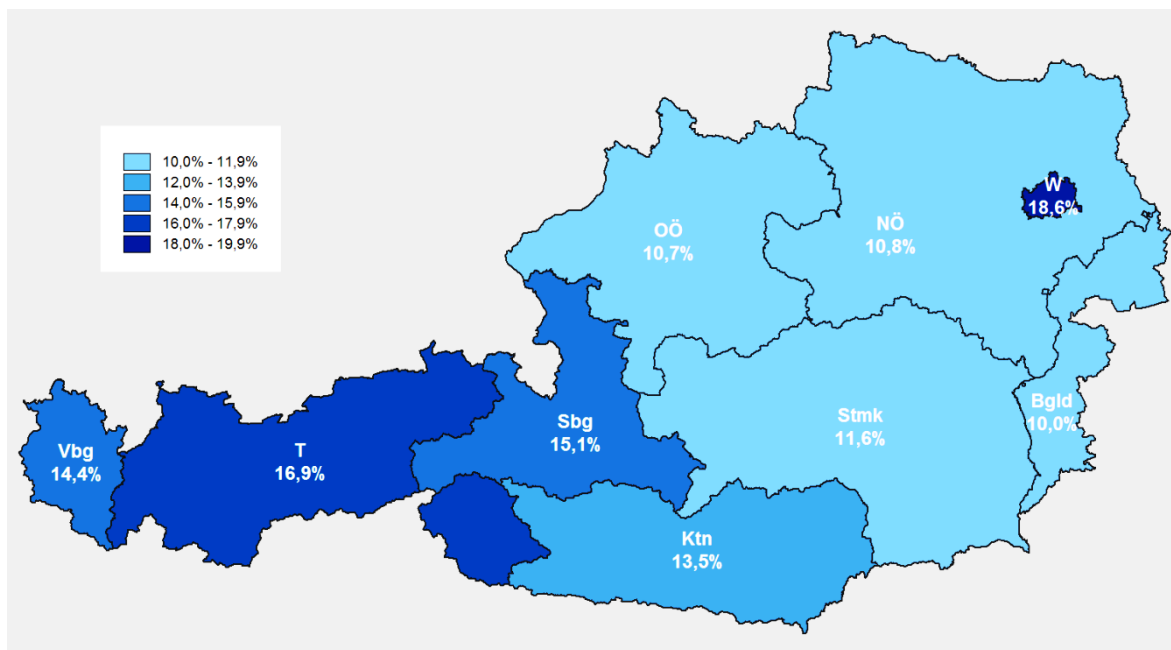 10,0% - 11,9%
12,0% - 13,9%
14,0% - 15,9%
16,0% - 17,9%
18,0% - 19,9%
W
18,6%
OÖ
10,7%
NÖ
10,8%
Vbg
14,4%
T
16,9%
Sbg
15,1%
Stmk
11,6%
Bgld
10,0%
Ktn
13,5%